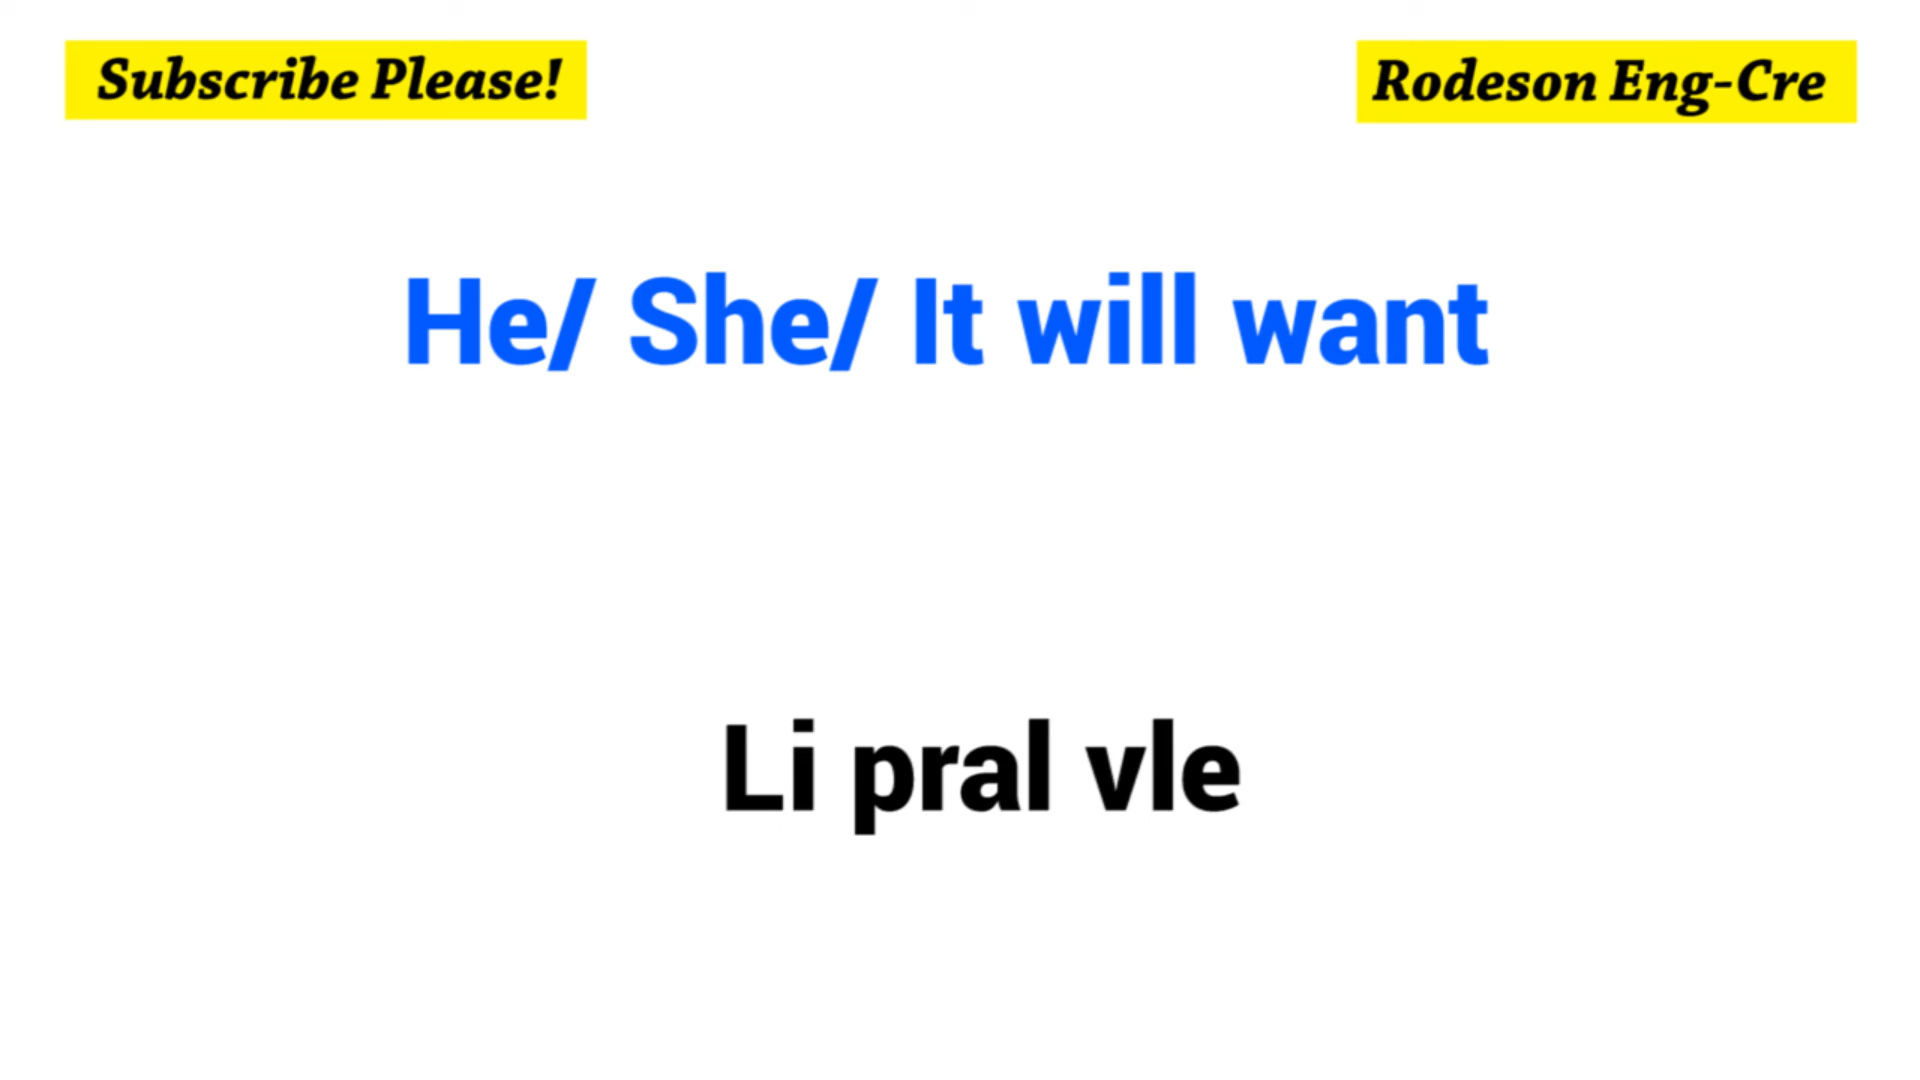 Subscribe Please!
Rodeson Eng-Cre
He/ She/ It will want
Li pral vle